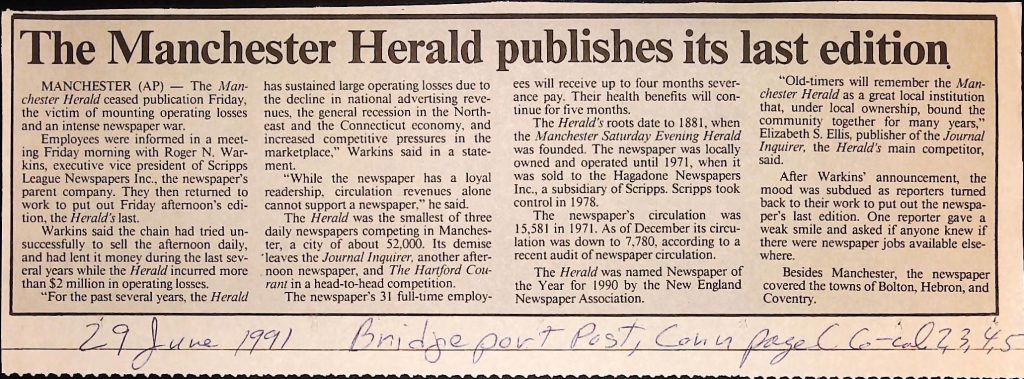 The Manchester Herald publishes its last edition
MANCHESTER (AP) — The Man-
chester Herald ceased publication Friday,
the victim of mounting operating losses
and an intense newspaper war.
Employees were informed in a meet-
ing Friday morning with Roger N. War-
kins, executive vice president of Scripps
League Newspapers Inc., the newspaper's
parent company. They then returned to
work to put out Friday afternoon's edi-
tion, the Herald's last.
Warkins said the chain had tried un-
successfully to sell the afternoon daily,
and had lent it money during the last sev-
eral years while the Herald incurred more
than $2 million in operating losses.
"For the past several years, the Herald
has sustained large operating losses due to
the decline in national advertising reve-
nues, the general recession in the North-
east and the Connecticut economy, and
increased competitive pressures in the
marketplace," Warkins said in a state-
ment.
"While the newspaper has a loyal
readership, circulation revenues alone
cannot support a newspaper," he said.
The Herald was the smallest of three
daily newspapers competing in Manches-
ter, a city of about 52,000. Its demise
leaves the Journal Inquirer, another after-
noon newspaper, and The Hartford Cou-
rant in a head-to-head competition.
The newspaper's 31 full-time employ-
ees will receive up to four months sever-
ance pay. Their health benefits will con-
tinue for five months.
The Herald's roots date to 1881, when
the Manchester Saturday Evening Herald
was founded. The newspaper was locally
owned and operated until 1971, when it
was sold to the Hagadone Newspapers
Inc., a subsidiary of Scripps. Scripps took
control in 1978.
The newspaper's circulation was
15,581 in 1971. As of December its circu-
lation was down to 7,780, according to a
recent audit of newspaper circulation.
The Herald was named Newspaper of
the Year for 1990 by the New England
Newspaper Association.
"Old-timers will remember the Man-
chester Herald as a great local institution
that, under local ownership, bound the
community together for many years,"
Elizabeth S. Ellis, publisher of the Journal
Inquirer, the Herald's main competitor,
said.
After Warkins' announcement, the
mood was subdued as reporters turned
back to their work to put out the newspa-
per's last edition. One reporter gave a
weak smile and asked if anyone knew if
there were newspaper jobs available else-
where.
Besides Manchester, the newspaper
covered the towns of Bolton, Hebron, and
Coventry.
29 June 1991 Bridgeport Post, Conn page 2,3,4,5